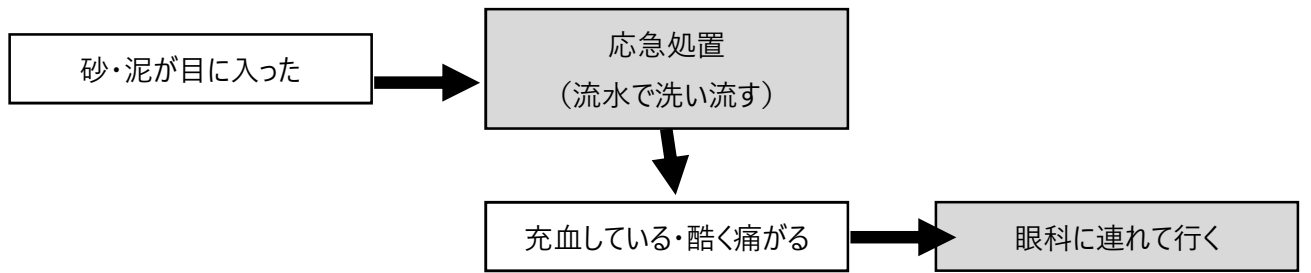 砂・泥が目に入った
応急処置
（流水で洗い流す）
充血している・酷く痛がる
眼科に連れて行く